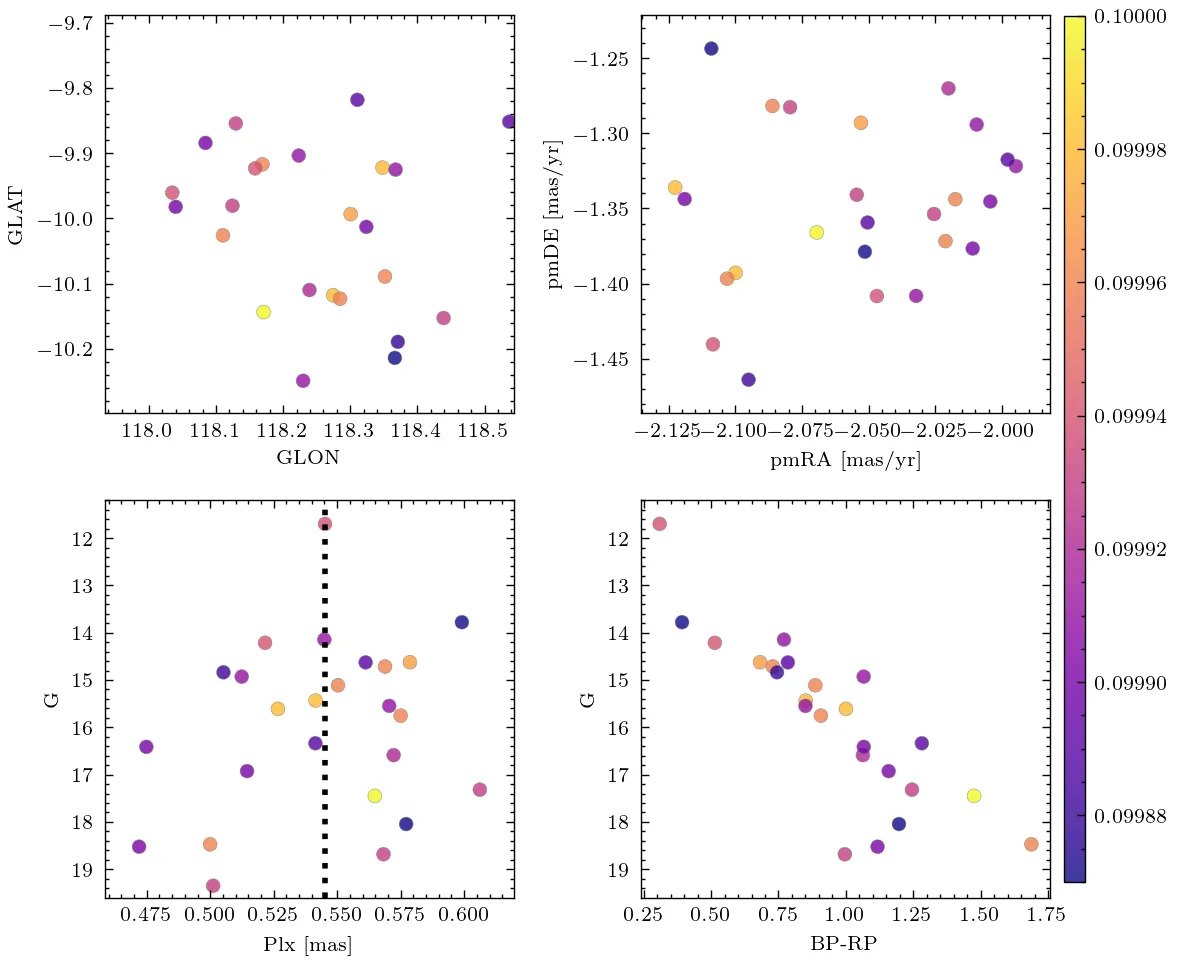 −9.7
−9.8
−9.9
−10.0
−10.1
−10.2
GLAT
118.0 118.1 118.2 118.3 118.4 118.5
GLON
−1.25
−1.30
−1.35
−1.40
−1.45
pmDE [mas/yr]
−2.125 −2.100 −2.075 −2.050 −2.025 −2.000
pmRA [mas/yr]
12
13
14
15
16
17
18
19
G
0.475 0.500 0.525 0.550 0.575 0.600
Plx [mas]
12
13
14
15
16
17
18
19
G
0.25 0.50 0.75 1.00 1.25 1.50 1.75
BP-RP
0.10000
0.09998
0.09996
0.09994
0.09992
0.09990
0.09988